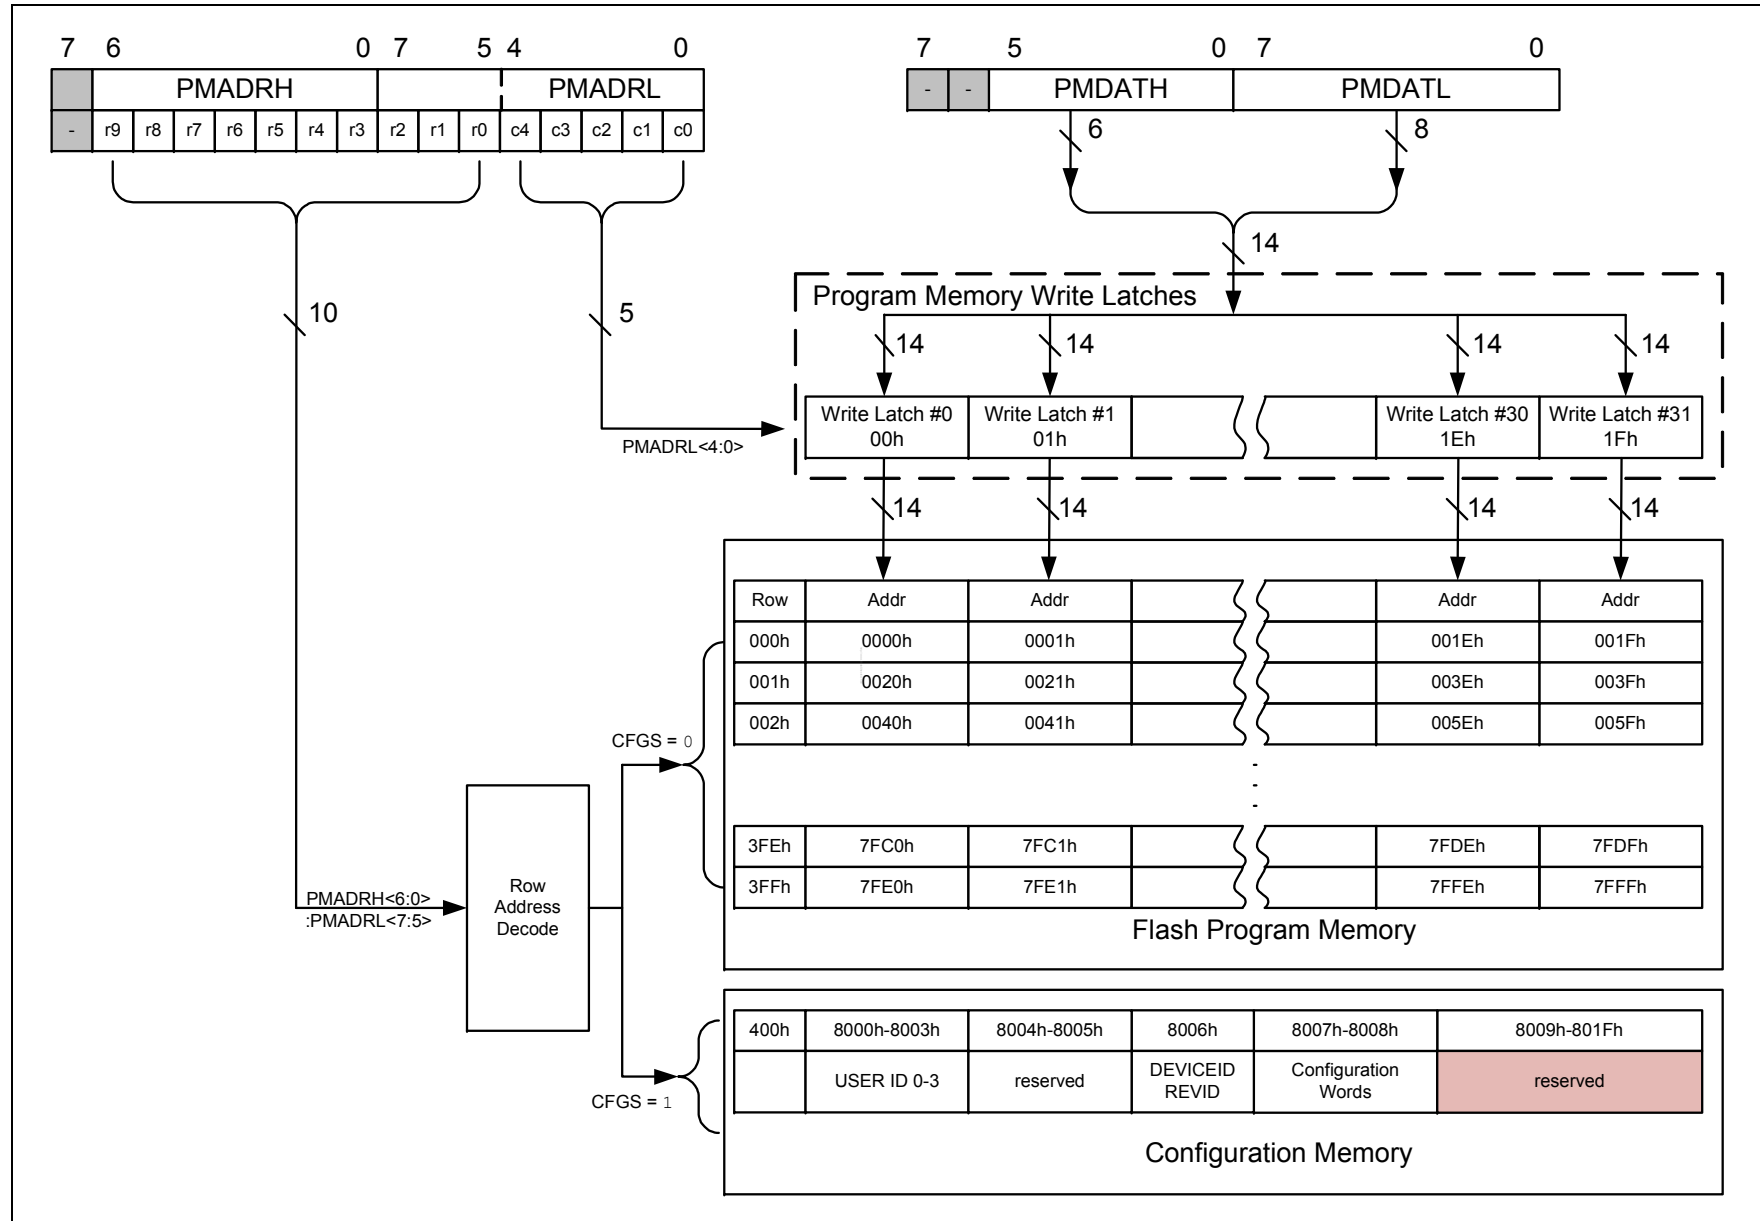 7 6 0 7 5 4 0
PMADRH PMADRL
- r9 r8 r7 r6 r5 r4 r3 r2 r1 r0 c4 c3 c2 c1 c0
7 5 0 7 0
- - PMDATH PMDATL
6 8
14
10 5
PMADRL<4:0>
Program Memory Write Latches
14 14 14 14
Write Latch #0 Write Latch #1 Write Latch #30 Write Latch #31
00h 01h 1Eh 1Fh
14 14 14 14
Row Addr Addr Addr Addr
000h 0000h 0001h 001Eh 001Fh
001h 0020h 0021h 003Eh 003Fh
002h 0040h 0041h 005Eh 005Fh
3FEh 7FC0h 7FC1h 7FDEh 7FDFh
3FFh 7FE0h 7FE1h 7FFEh 7FFFh
Flash Program Memory
CFGS = 0
PMADRH<6:0>
:PMADRL<7:5>
Row
Address
Decode
CFGS = 1
400h 8000h-8003h 8004h-8005h 8006h 8007h-8008h 8009h-801Fh
USER ID 0-3 reserved DEVICEID Configuration reserved
REVID Words
Configuration Memory